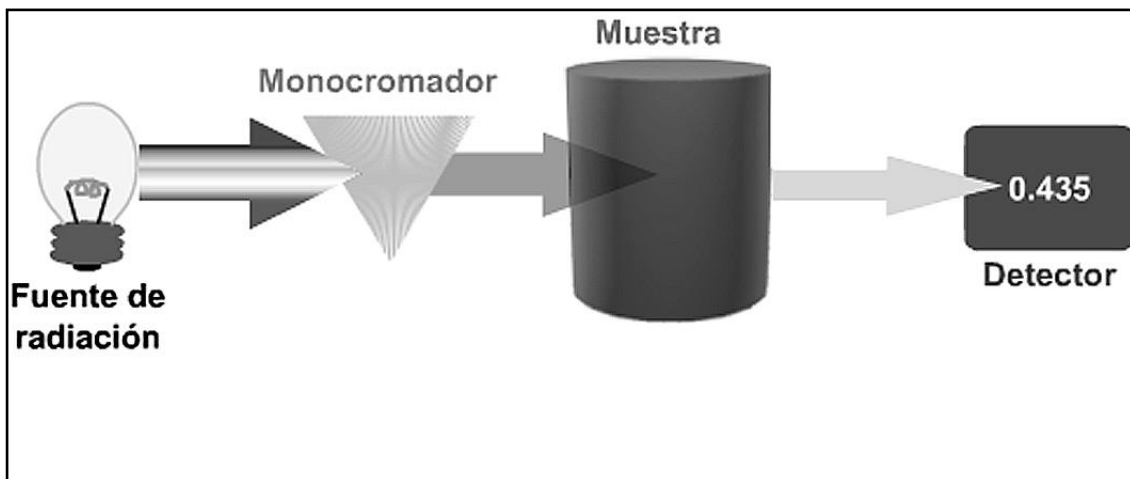 Muestra
Monocromador
0.435
Detector
Fuente de
radiación